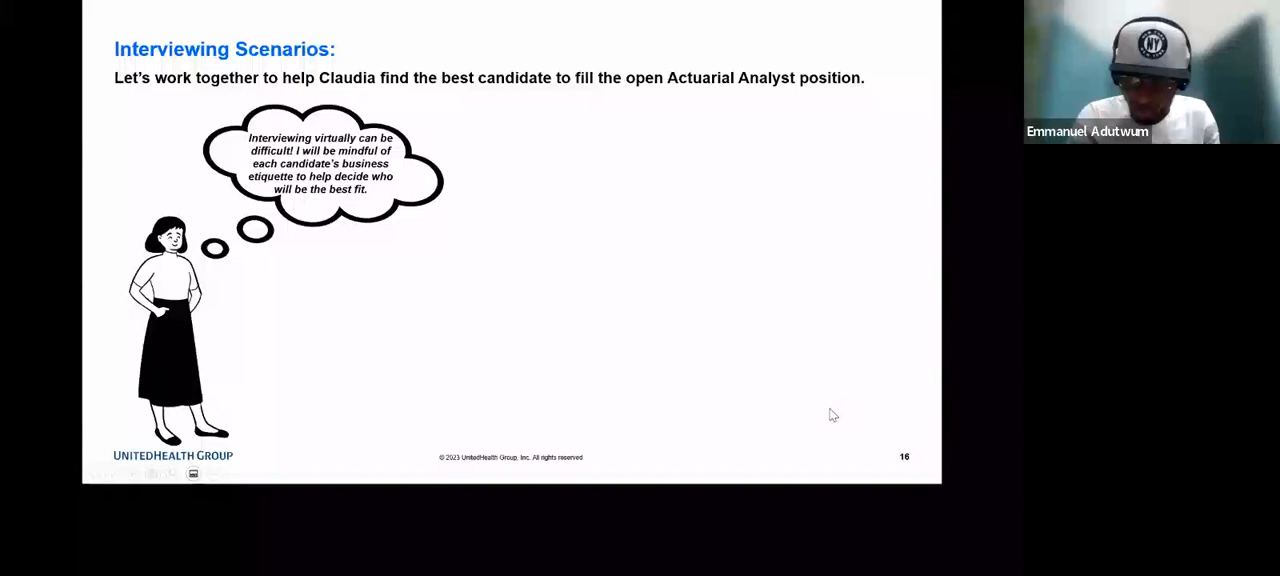 Interviewing Scenarios:
Let's work together to help Claudia find the best candidate to fill the open Actuarial Analyst position.
Interviewing virtually can be
difficult! I will be mindful of
each candidate's business
etiquette to help decide who
will be the best fit.
UNITEDHEALTH GROUP
© 2023 UnitedHealth Group, Inc. All rights reserved
16
NY
Emmanuel Adutwum